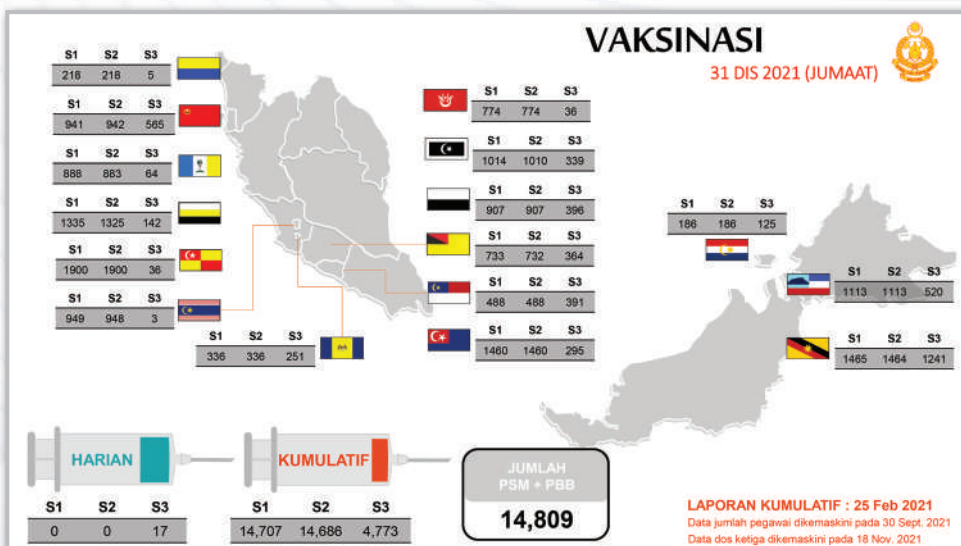 VAKSINASI
31 DIS 2021 (JUMAAT)
S1 S2 S3
218 218 5
S1 S2 S3
941 942 565
S1 S2 S3
888 883 64
S1 S2 S3
1335 1325 142
S1 S2 S3
1900 1900 36
S1 S2 S3
949 948 3
S1 S2 S3
336 336 251
S1 S2 S3
774 774 36
S1 S2 S3
1014 1010 339
S1 S2 S3
907 907 396
S1 S2 S3
733 732 364
S1 S2 S3
488 488 391
S1 S2 S3
1460 1460 295
S1 S2 S3
186 186 125
S1 S2 S3
1113 1113 520
S1 S2 S3
1465 1464 1241
HARIAN
S1 S2 S3
0 0 17
KUMULATIF
S1 S2 S3
14,707 14,686 4,773
JUMLAH
PSM + PBB
14,809
LAPORAN KUMULATIF : 25 Feb 2021
Data jumlah pegawai dikemaskini pada 30 Sept. 2021
Data dos ketiga dikemaskini pada 18 Nov. 2021